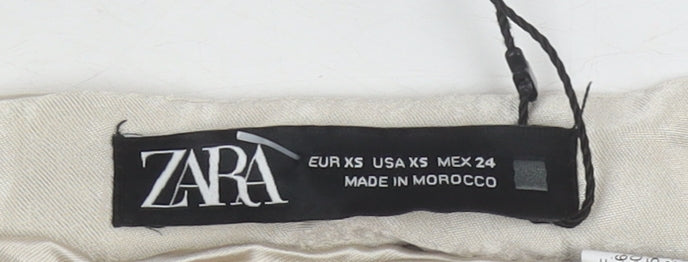 ZARA
EUR XS USA XS MEX 24
MADE IN MOROCCO